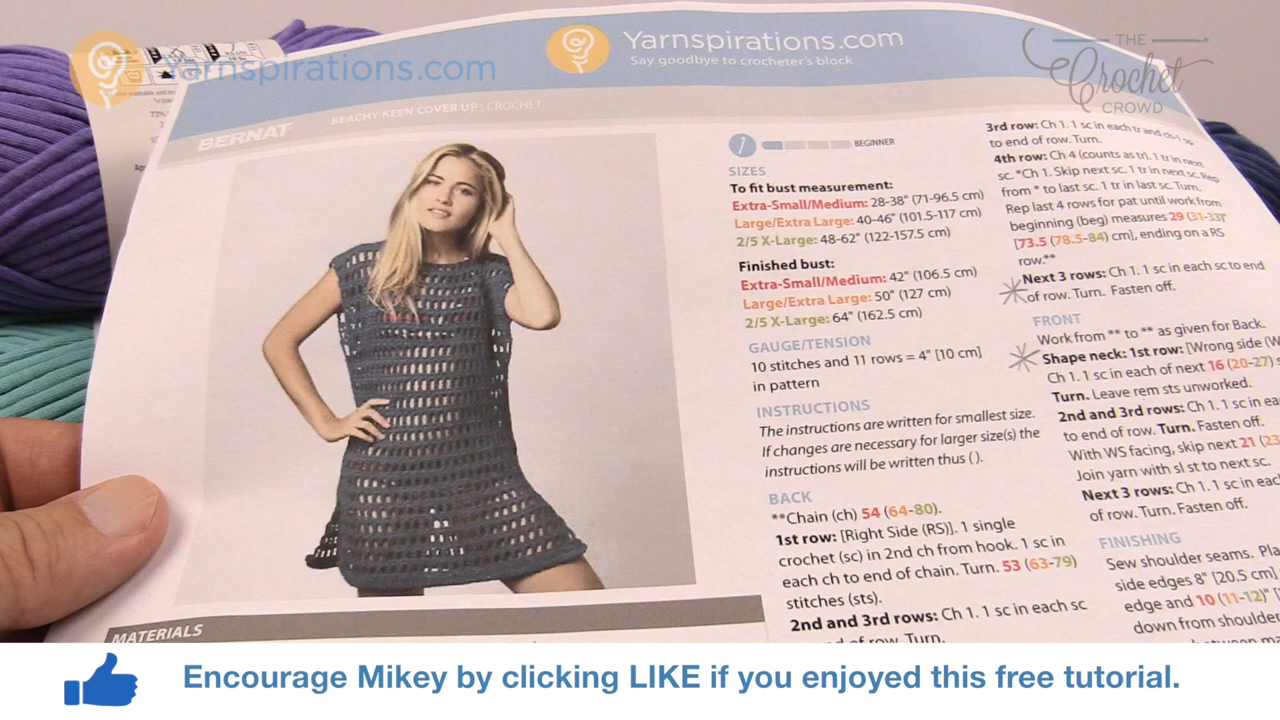 Yarnspirations.com
Yarnspirations.com
Say goodbye to crocheter's block
THE
Crochet
CROWD
BERNAT
BEACHY KEEN COVER UP | CROCHET
BEGINNER
SIZES
To fit bust measurement:
Extra-Small/Medium: 28-38" (71-96.5 cm)
Large/Extra Large: 40-46" (101.5-117 cm)
2/5 X-Large: 48-62" (122-157.5 cm)
Finished bust:
Extra-Small/Medium: 42" (106.5 cm)
Large/Extra Large: 50" (127 cm)
2/5 X-Large: 64" (162.5 cm)
GAUGE/TENSION
10 stitches and 11 rows = 4" [10 cm]
in pattern
INSTRUCTIONS
The instructions are written for smallest size.
If changes are necessary for larger size(s) the
instructions will be written thus ( ).
BACK
**Chain (ch) 54 (64-80).
1st row: [Right Side (RS)]. 1 single
crochet (sc) in 2nd ch from hook. 1 sc in
each ch to end of chain. Turn. 53 (63-79)
stitches (sts).
2nd and 3rd rows: Ch 1. 1 sc in each sc
of row. Turn.
3rd row: Ch 1. 1 sc in each tr and ch-1 sp
to end of row. Turn.
4th row: Ch 4 (counts as tr). 1 tr in next
sc. *Ch 1. Skip next sc. 1 tr in next sc. Rep
from * to last sc. 1 tr in last sc. Turn.
Rep last 4 rows for pat until work from
beginning (beg) measures 29 (31-33)"
[73.5 (78.5-84) cm], ending on a RS
row.**
Next 3 rows: Ch 1. 1 sc in each sc to end
of row. Turn. Fasten off.
FRONT
Work from ** to ** as given for Back.
Shape neck: 1st row: [Wrong side (W
Ch 1. 1 sc in each of next 16 (20-27) s
Turn. Leave rem sts unworked.
2nd and 3rd rows: Ch 1. 1 sc in ea
to end of row. Turn. Fasten off.
With WS facing, skip next 21 (23
Join yarn with sl st to next sc.
Next 3 rows: Ch 1. 1 sc in eac
of row. Turn. Fasten off.
FINISHING
Sew shoulder seams. Pla
side edges 8" [20.5 cm]
edge and 10 (11-12)" [
down from shoulder
MATERIALS
Encourage Mikey by clicking LIKE if you enjoyed this free tutorial.